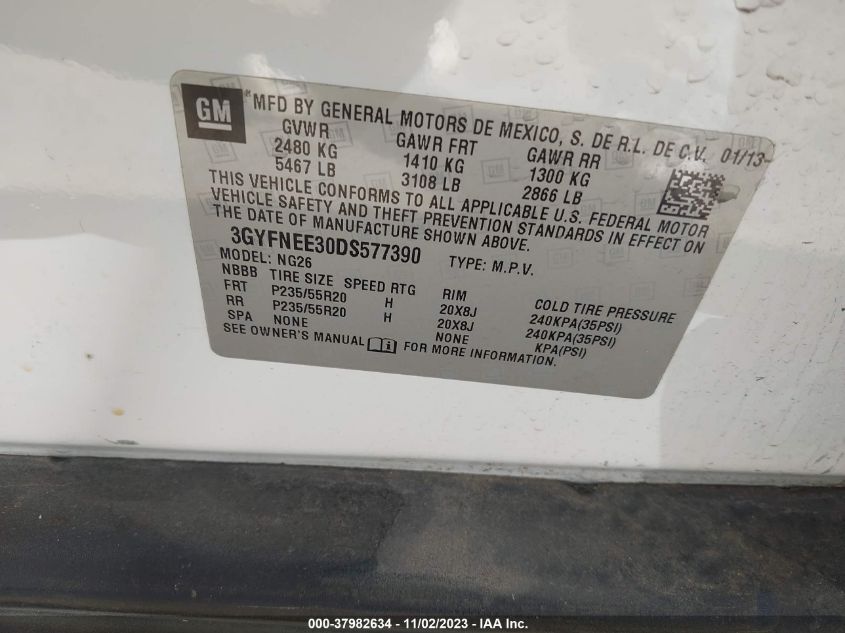 GM
MFD BY GENERAL MOTORS DE MEXICO, S. DE R.L. DE C.V. 01/13
GVWR GAWR FRT GAWR RR
2480 KG 1410 KG 1300 KG
5467 LB 3108 LB 2866 LB
THIS VEHICLE CONFORMS TO ALL APPLICABLE U.S. FEDERAL MOTOR
VEHICLE SAFETY AND THEFT PREVENTION STANDARDS IN EFFECT ON
THE DATE OF MANUFACTURE SHOWN ABOVE.
3GYFNEE30DS577390 TYPE: M.P.V.
MODEL: NG26
NBBB TIRE SIZE SPEED RTG RIM COLD TIRE PRESSURE
FRT P235/55R20 H 20X8J 240KPA(35PSI)
RR P235/55R20 H 20X8J 240KPA(35PSI)
SPA NONE NONE KPA(PSI)
SEE OWNER'S MANUAL FOR MORE INFORMATION.
000-37982634 - 11/02/2023 - IAA Inc.